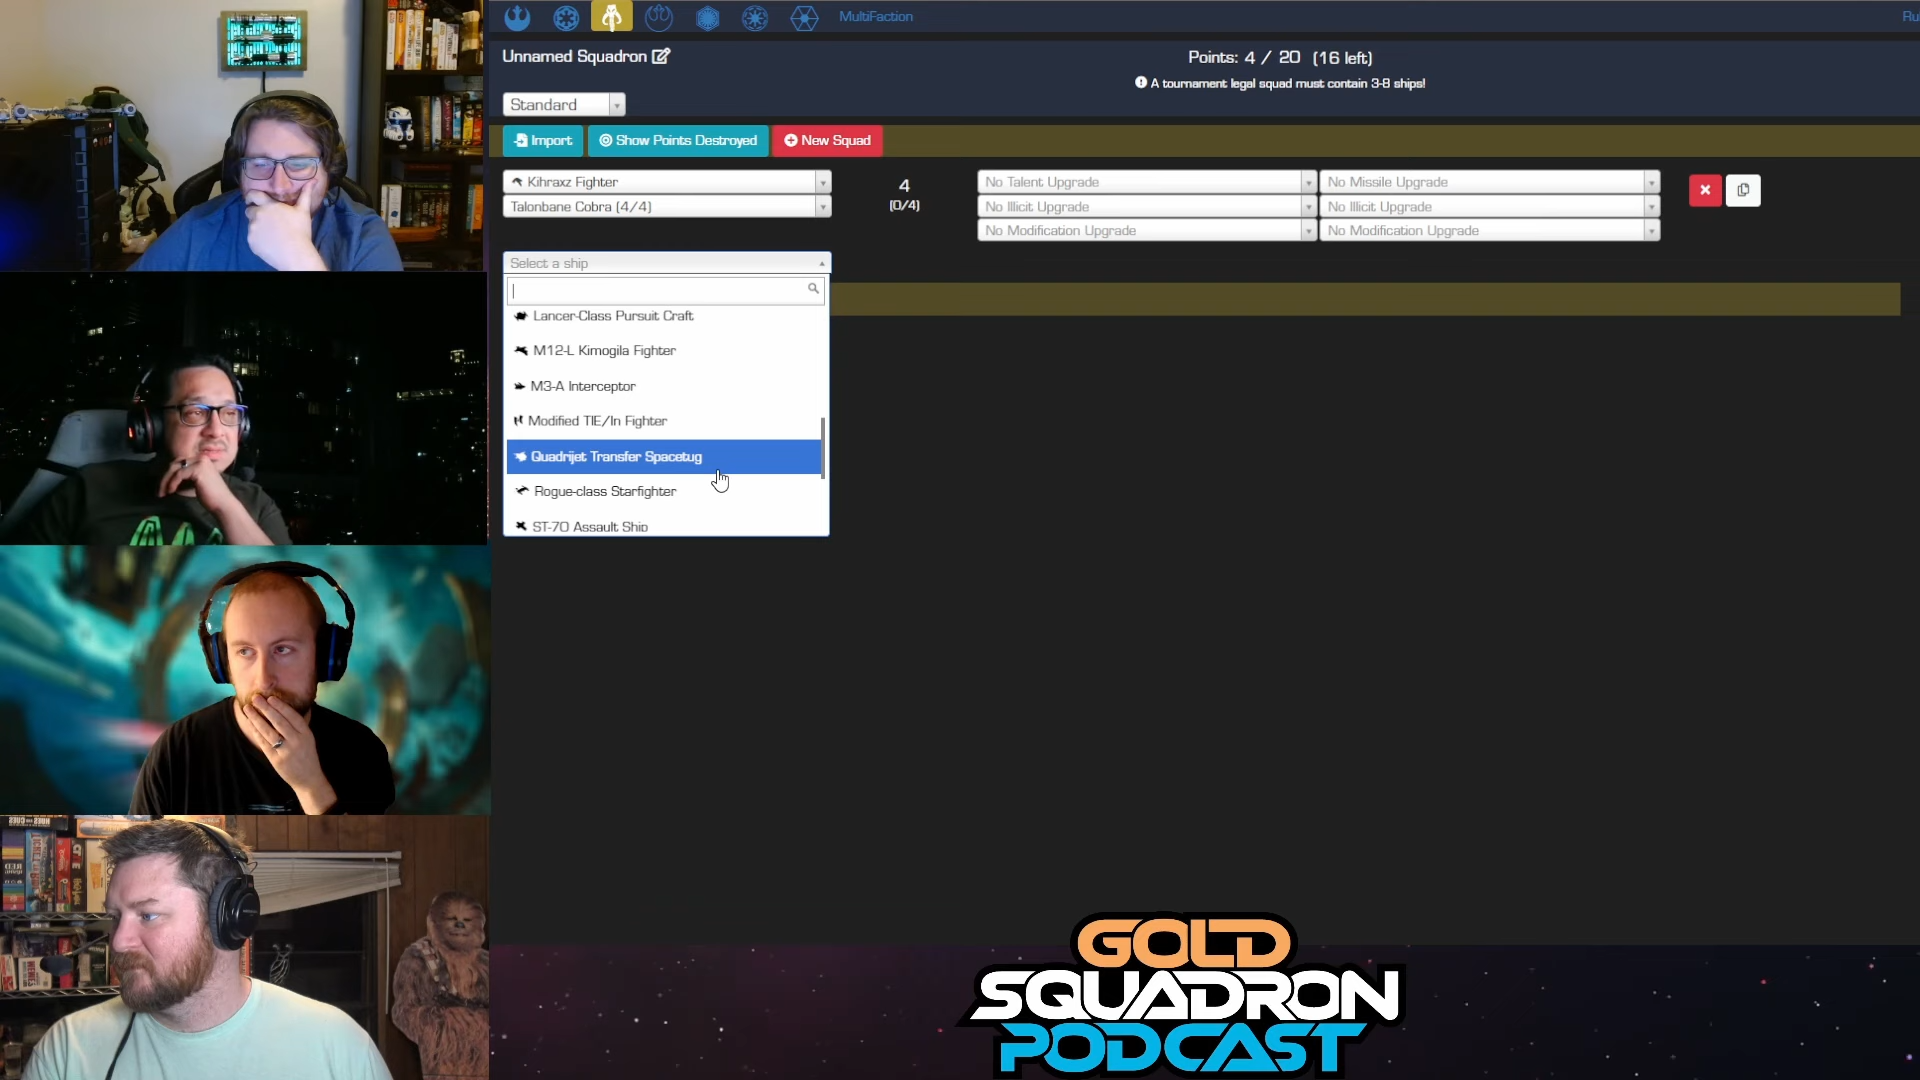 MultiFaction
Ru
Unnamed Squadron
Points: 4 / 20 (16 left)
A tournament legal squad must contain 3-8 ships!
Standard
Import
Show Points Destroyed
New Squad
Kihraxz Fighter
4
No Talent Upgrade
No Missile Upgrade
Talonbane Cobra (4/4)
(0/4)
No Illicit Upgrade
No Illicit Upgrade
No Modification Upgrade
No Modification Upgrade
Select a ship
Lancer-Class Pursuit Craft
M12-L Kimogila Fighter
M3-A Interceptor
Modified TIE/ln Fighter
Quadrijet Transfer Spacetug
Rogue-class Starfighter
ST-70 Assault Ship
GOLD
SQUADRON
PODCAST